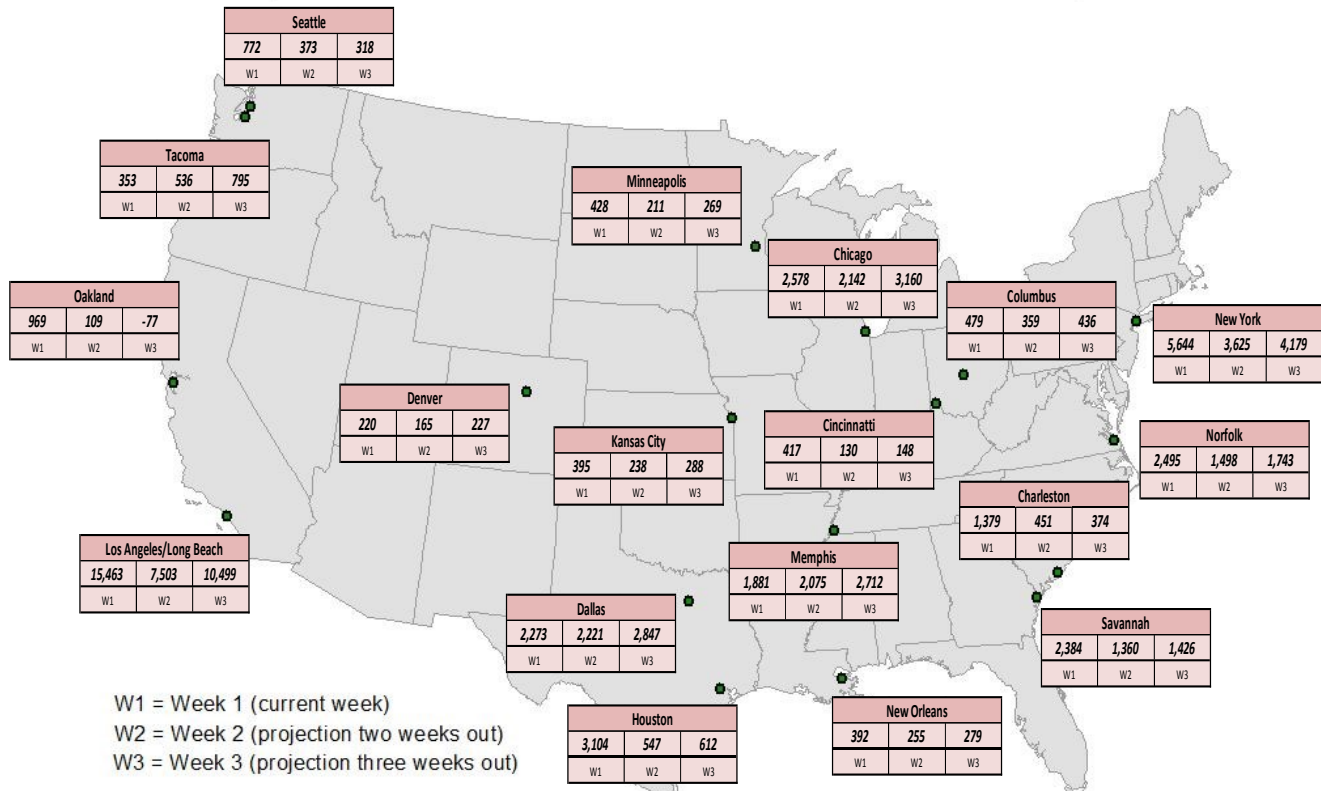 Seattle
772 373 318
W1 W2 W3
Tacoma
353 536 795
W1 W2 W3
Minneapolis
428 211 269
W1 W2 W3
Chicago
2,578 2,142 3,160
W1 W2 W3
Oakland
969 109 -77
W1 W2 W3
Columbus
479 359 436
W1 W2 W3
New York
5,644 3,625 4,179
W1 W2 W3
Denver
220 165 227
W1 W2 W3
Kansas City
395 238 288
W1 W2 W3
Cincinnatti
417 130 148
W1 W2 W3
Norfolk
2,495 1,498 1,743
W1 W2 W3
Charleston
1,379 451 374
W1 W2 W3
Los Angeles/Long Beach
15,463 7,503 10,499
W1 W2 W3
Memphis
1,881 2,075 2,712
W1 W2 W3
Dallas
2,273 2,221 2,847
W1 W2 W3
Savannah
2,384 1,360 1,426
W1 W2 W3
Houston
3,104 547 612
W1 W2 W3
New Orleans
392 255 279
W1 W2 W3
W1 = Week 1 (current week)
W2 = Week 2 (projection two weeks out)
W3 = Week 3 (projection three weeks out)